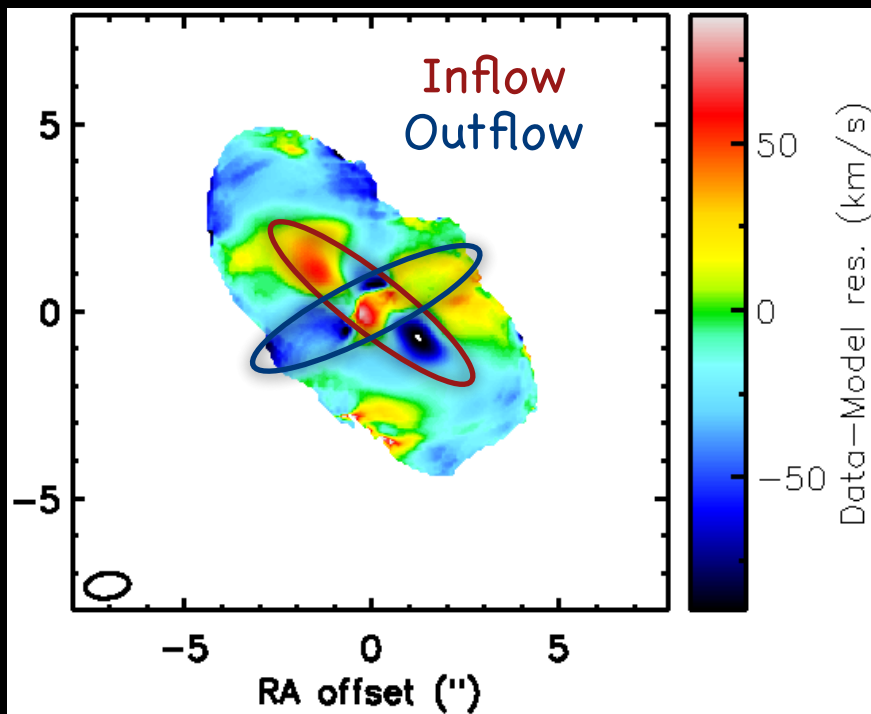 Inflow
Outflow
5
0
−5
−5
0
5
RA offset (")
50
0
−50
Data−Model res. (km/s)